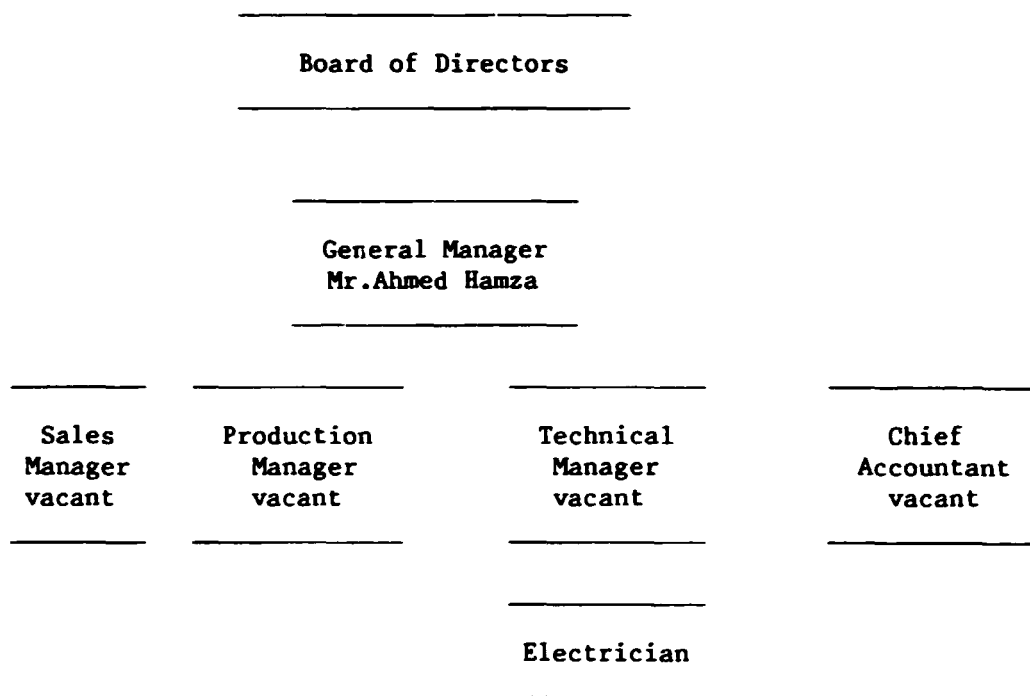 Board of Directors
General Manager
Mr.Ahmed Hamza
Sales
Manager
vacant
Production
Manager
vacant
Technical
Manager
vacant
Chief
Accountant
vacant
Electrician